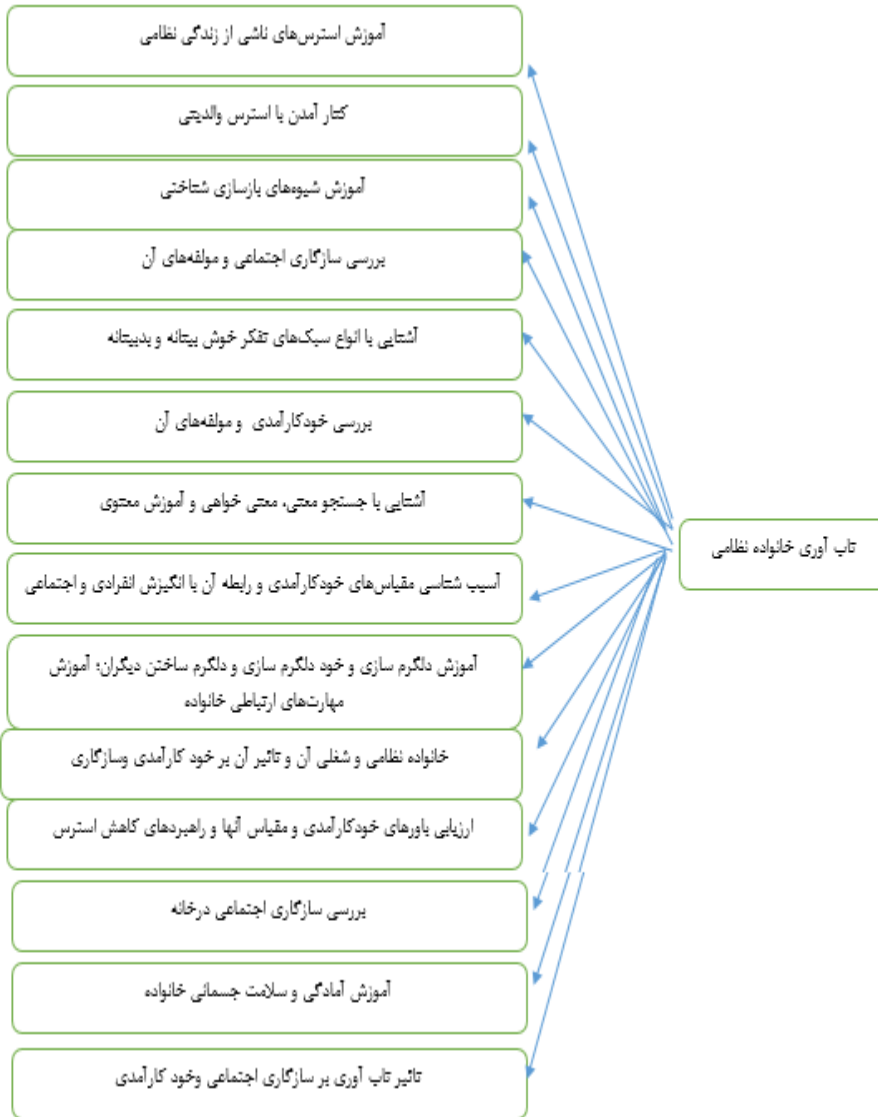 آموزش استرس‌های ناشی از زندگی نظامی
کنار آمدن با استرس والدیتی
آموزش شیوه‌های بازسازی شناختی
بررسی سازگاری اجتماعی و مولقه‌های آن
آشنایی با انواع سبک‌های تفکر خوش بینانه و بدبینانه
بررسی خودکارآمدی و مولقه‌های آن
آشنایی با جستجو معنی، معنی خواهی و آموزش معنوی
تاب آوری خانواده نظامی
آسیب شناسی مقیاس‌های خودکارآمدی و رابطه آن با انگیزش انفرادی و اجتماعی
آموزش دلگرم سازی و خود دلگرم سازی و دلگرم ساختن دیگران؛ آموزش
مهارت‌های ارتباطی خانواده
خانواده نظامی و شغلی آن و تاثیر آن بر خود کارآمدی وسازگاری
ارزیابی باورهای خودکارآمدی و مقیاس آنها و راهبردهای کاهش استرس
بررسی سازگاری اجتماعی درخانه
آموزش آمادگی و سلامت جسمانی خانواده
تاثیر تاب آوری بر سازگاری اجتماعی وخود کارآمدی